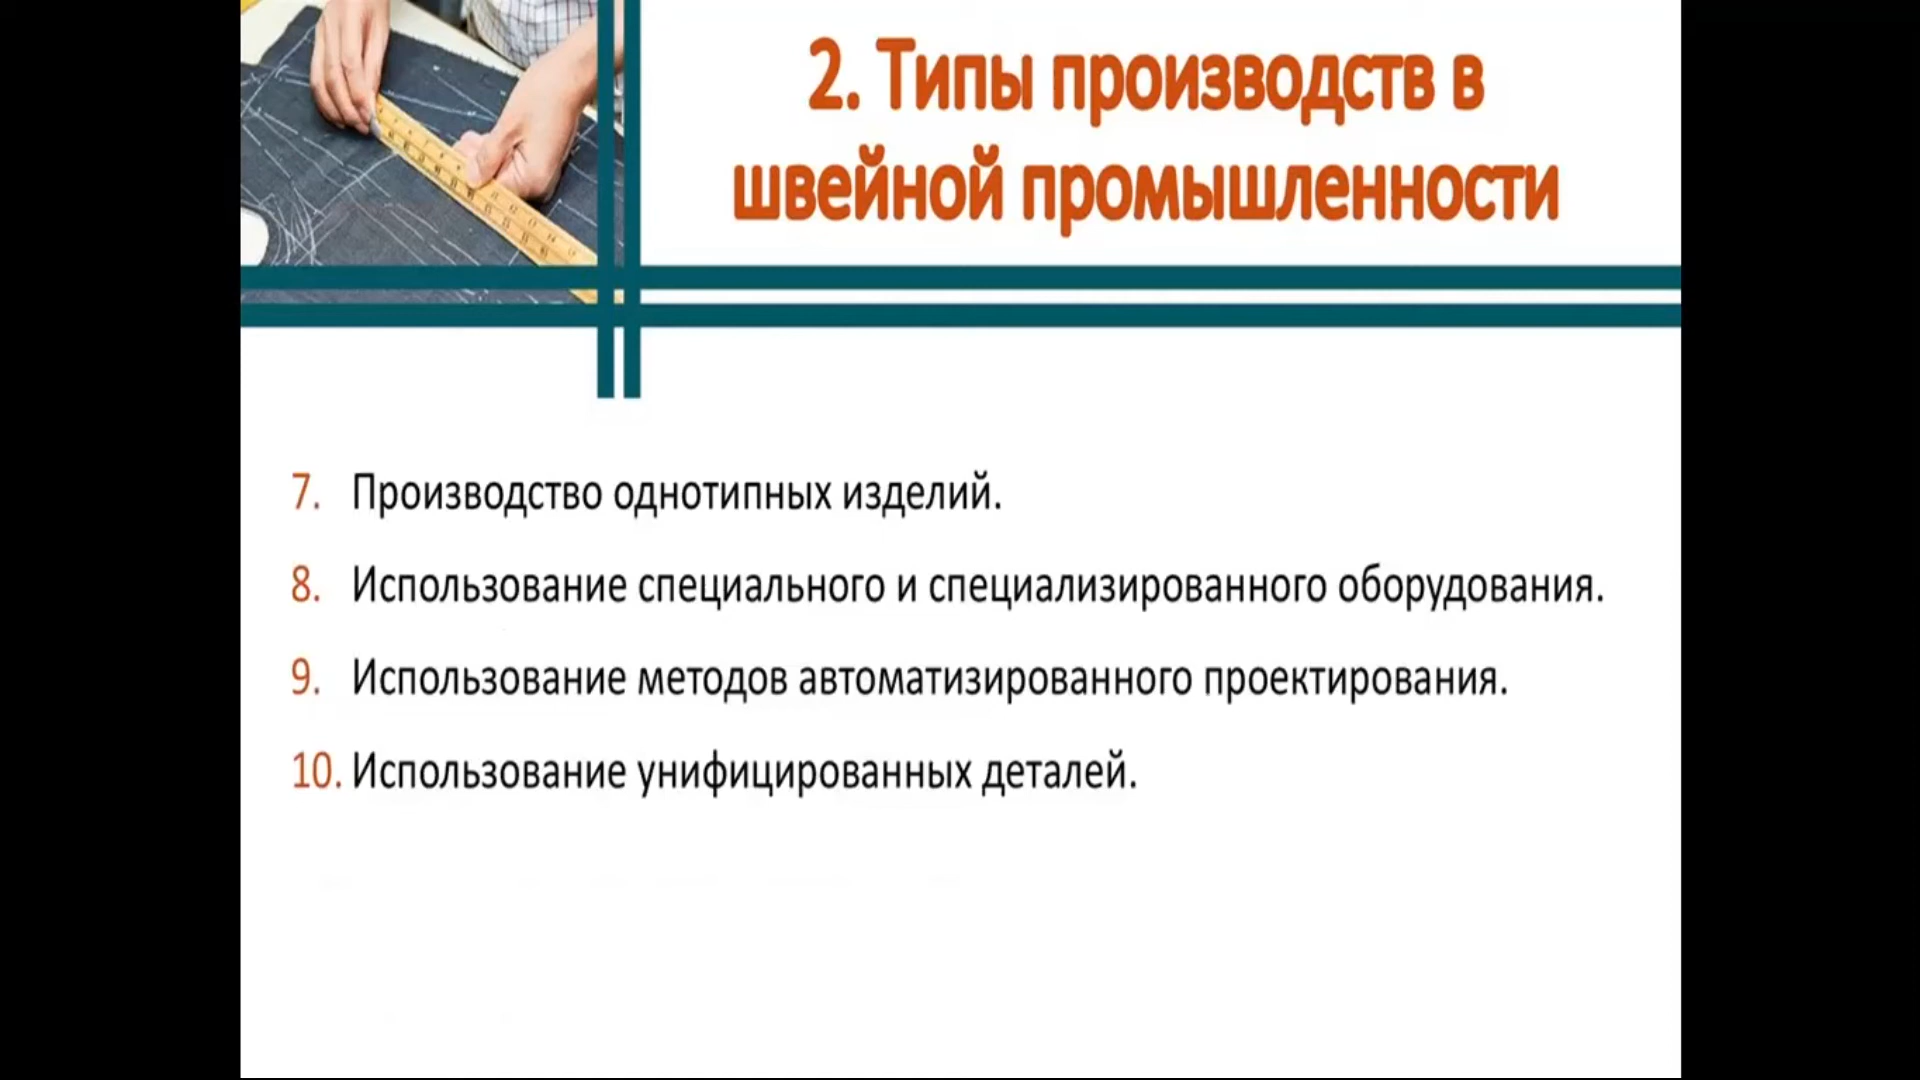 2. Типы производств в
швейной промышленности
7. Производство однотипных изделий.
8. Использование специального и специализированного оборудования.
9. Использование методов автоматизированного проектирования.
10. Использование унифицированных деталей.